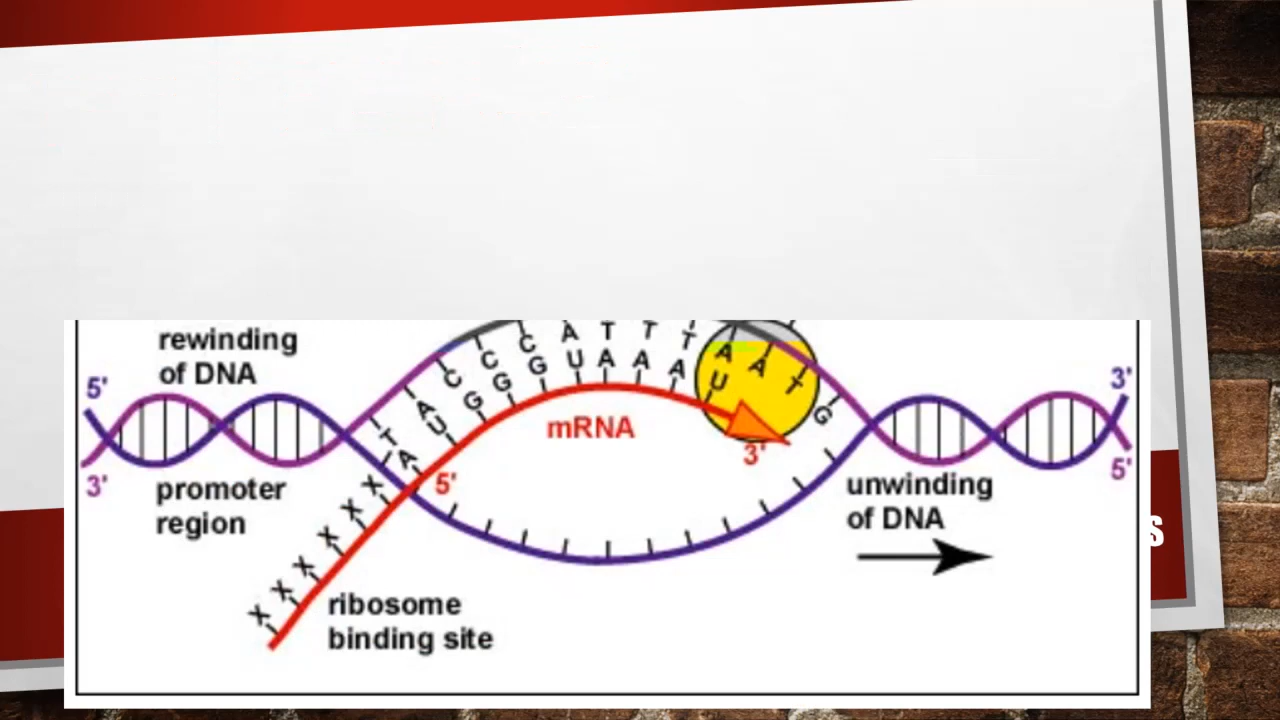 rewinding
of DNA
5'
3'
promoter
region
T A C C C A T T T A A T G
A U G G G U A A A U
mRNA
5'
3'
X X X X X X
ribosome
binding site
3'
5'
unwinding
of DNA
S